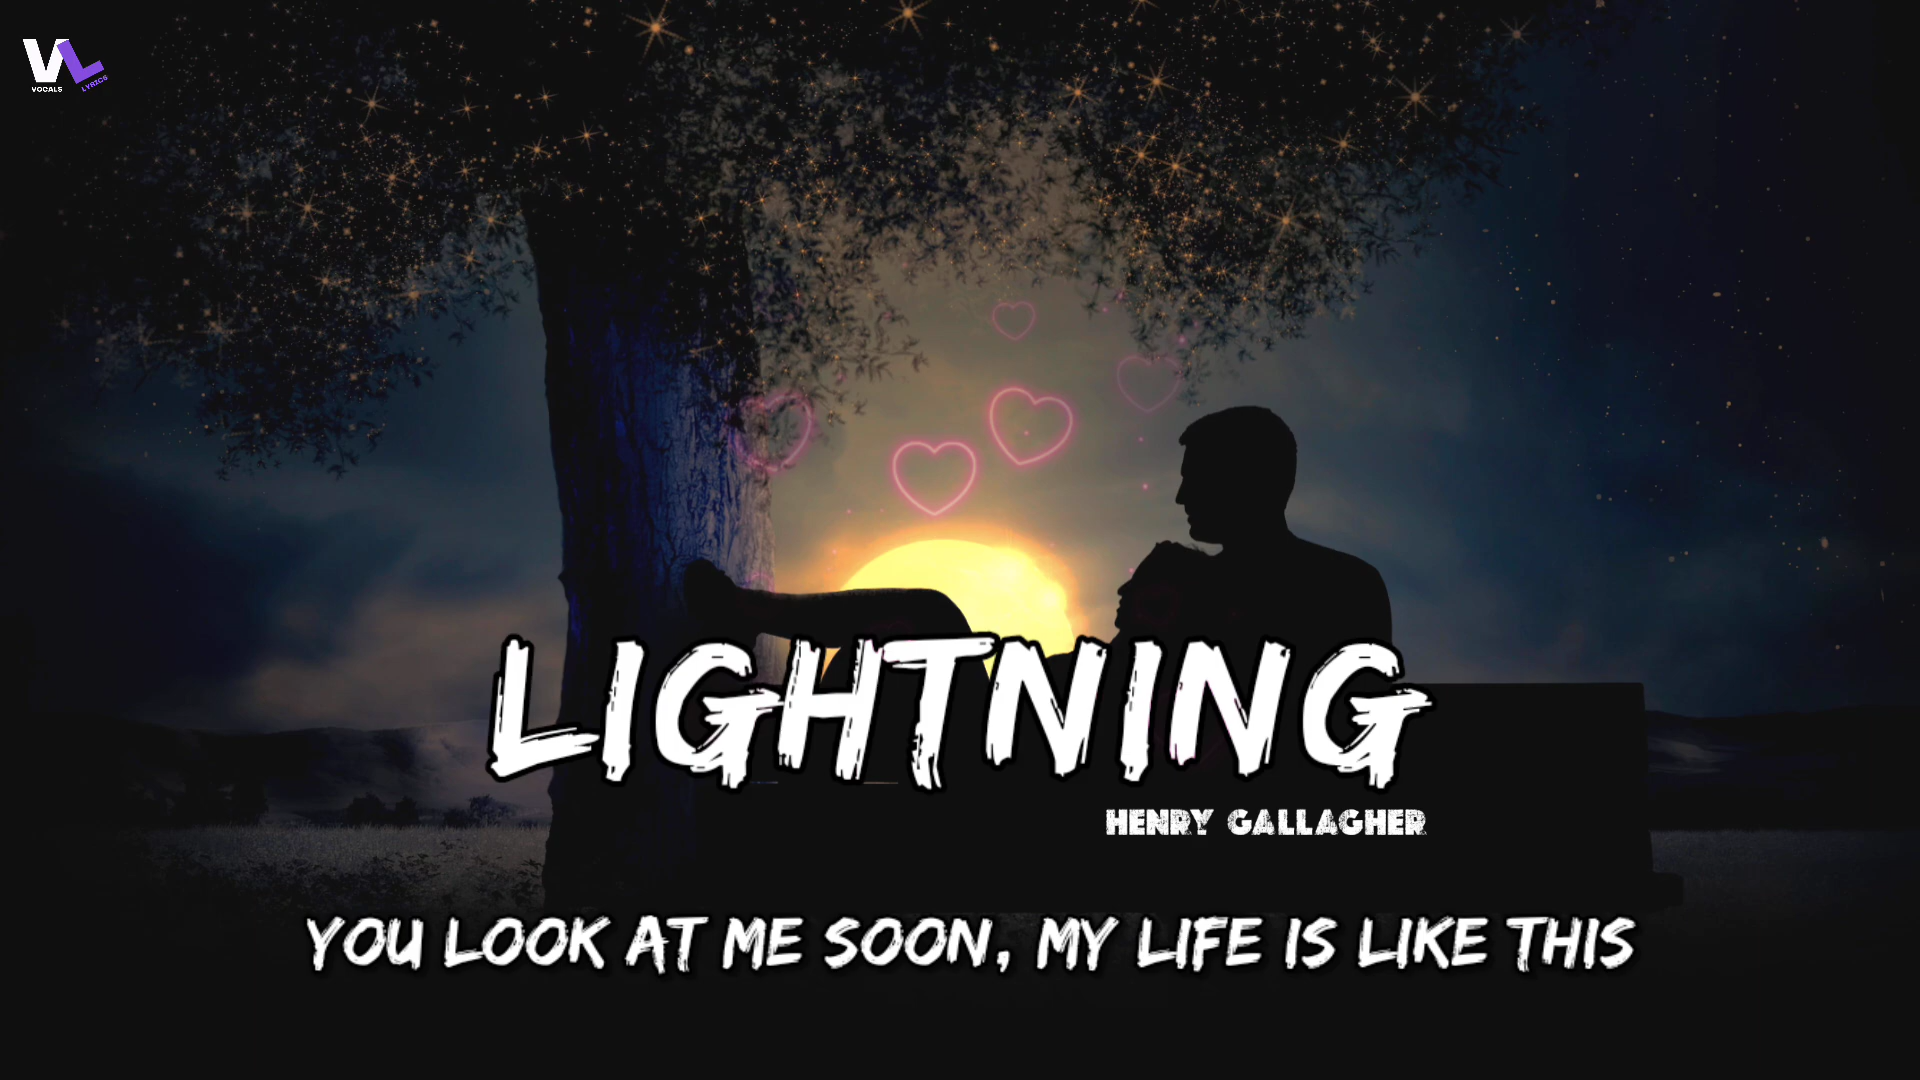 VL
VOCALS
LYRICS
LIGHTNING
HENRY GALLAGHER
YOU LOOK AT ME SOON, MY LIFE IS LIKE THIS